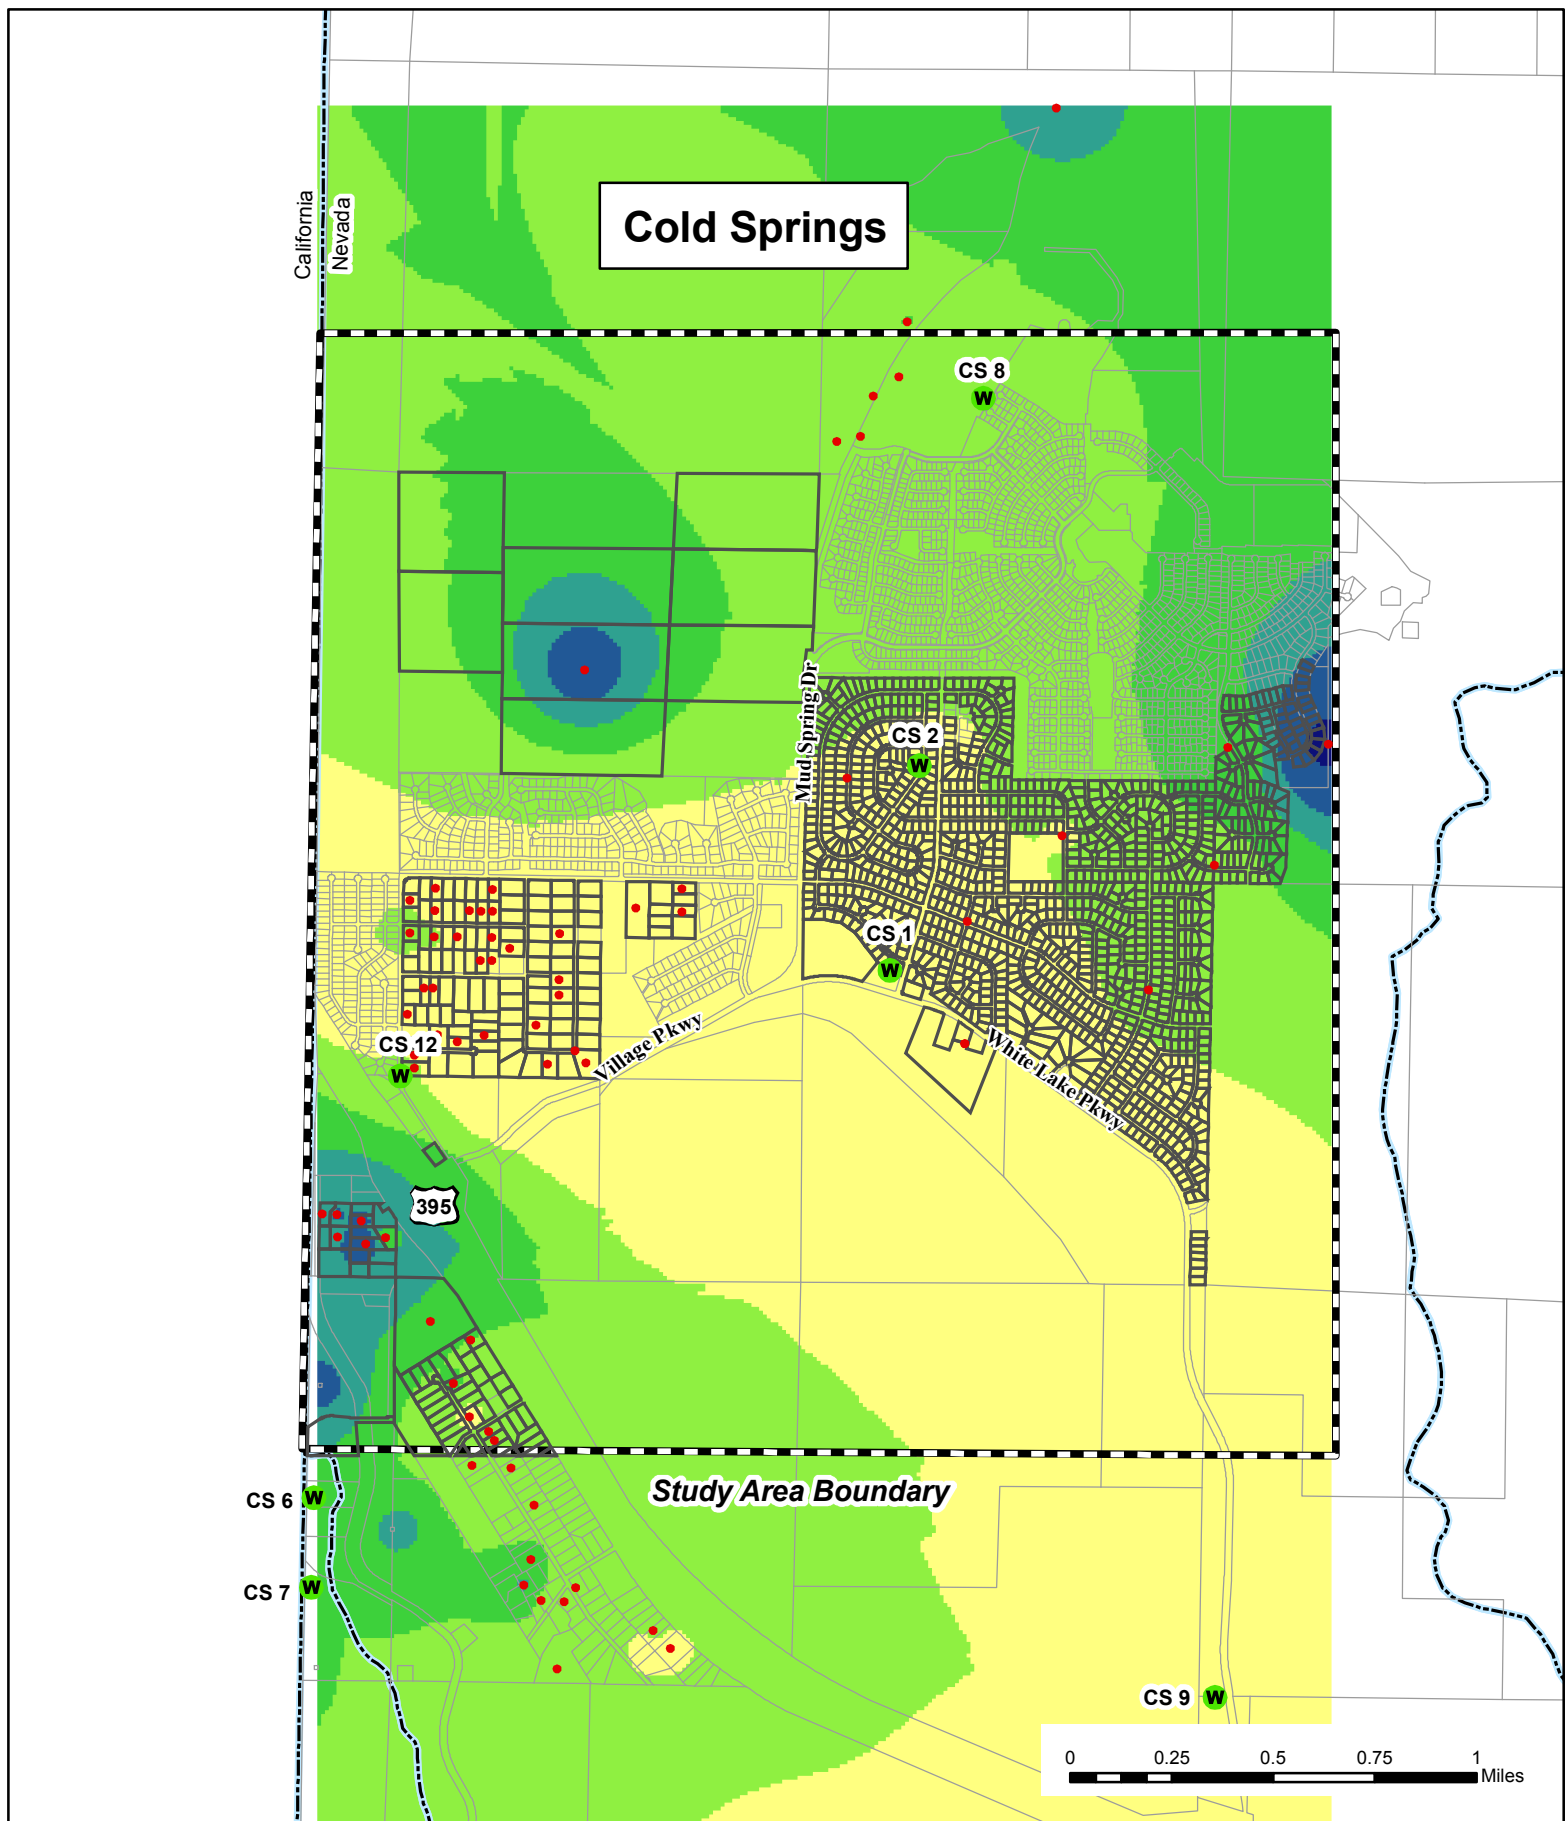 California
Nevada
Cold Springs
CS 8
W
Mud Spring Dr
CS 2
W
CS 1
W
CS 12
W
Village Pkwy
White Lake Pkwy
395
Study Area Boundary
CS 6
W
CS 7
W
CS 9
W
0 0.25 0.5 0.75 1
Miles